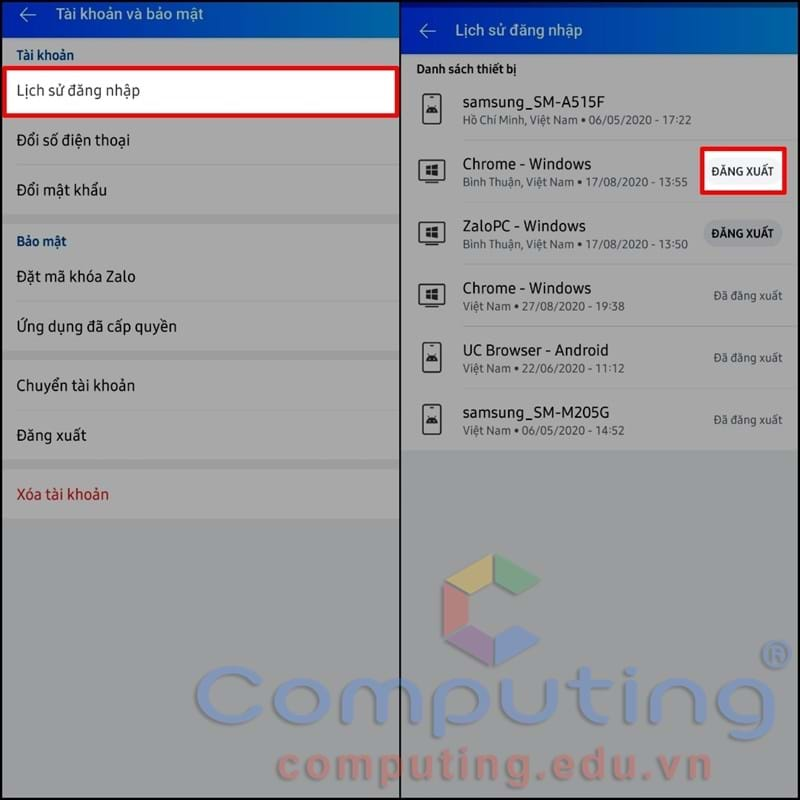 Tài khoản và bảo mật
Tài khoản
Lịch sử đăng nhập
Đổi số điện thoại
Đổi mật khẩu
Bảo mật
Đặt mã khóa Zalo
Ứng dụng đã cấp quyền
Chuyển tài khoản
Đăng xuất
Xóa tài khoản
Lịch sử đăng nhập
Danh sách thiết bị
samsung_SM-A515F
Hồ Chí Minh, Việt Nam • 06/05/2020 - 17:22
Chrome - Windows
Bình Thuận, Việt Nam • 17/08/2020 - 13:55
ĐĂNG XUẤT
ZaloPC - Windows
Bình Thuận, Việt Nam • 17/08/2020 - 13:50
ĐĂNG XUẤT
Chrome - Windows
Việt Nam • 27/08/2020 - 19:38
Đã đăng xuất
UC Browser - Android
Việt Nam • 22/06/2020 - 11:12
Đã đăng xuất
samsung_SM-M205G
Việt Nam • 06/05/2020 - 14:52
Đã đăng xuất
Computing®
computing.edu.vn